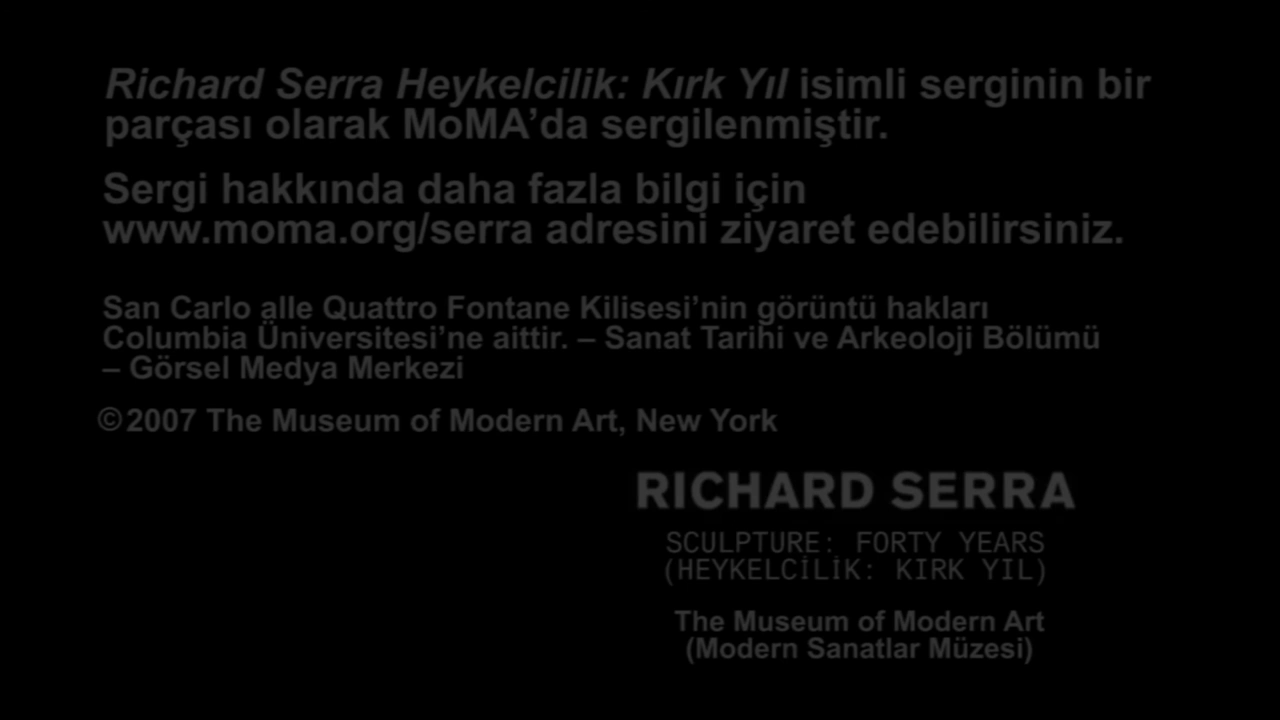 Richard Serra Heykelcilik: Kırk Yıl isimli serginin bir
parçası olarak MoMA’da sergilenmiştir.
Sergi hakkında daha fazla bilgi için
www.moma.org/serra adresini ziyaret edebilirsiniz.
San Carlo alle Quattro Fontane Kilisesi’nin görüntü hakları
Columbia Üniversitesi’ne aittir. – Sanat Tarihi ve Arkeoloji Bölümü
– Görsel Medya Merkezi
© 2007 The Museum of Modern Art, New York
RICHARD SERRA
SCULPTURE: FORTY YEARS
(HEYKELCİLİK: KIRK YIL)
The Museum of Modern Art
(Modern Sanatlar Müzesi)